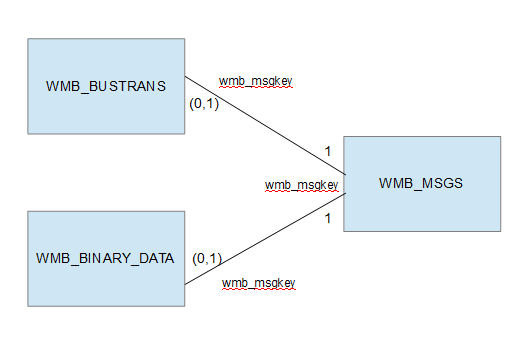 wmb_msgkey
WMB_BUSTRANS
(0,1)
1
WMB_MSGS
wmb_msgkey
1
WMB_BINARY_DATA
(0,1)
wmb_msgkey